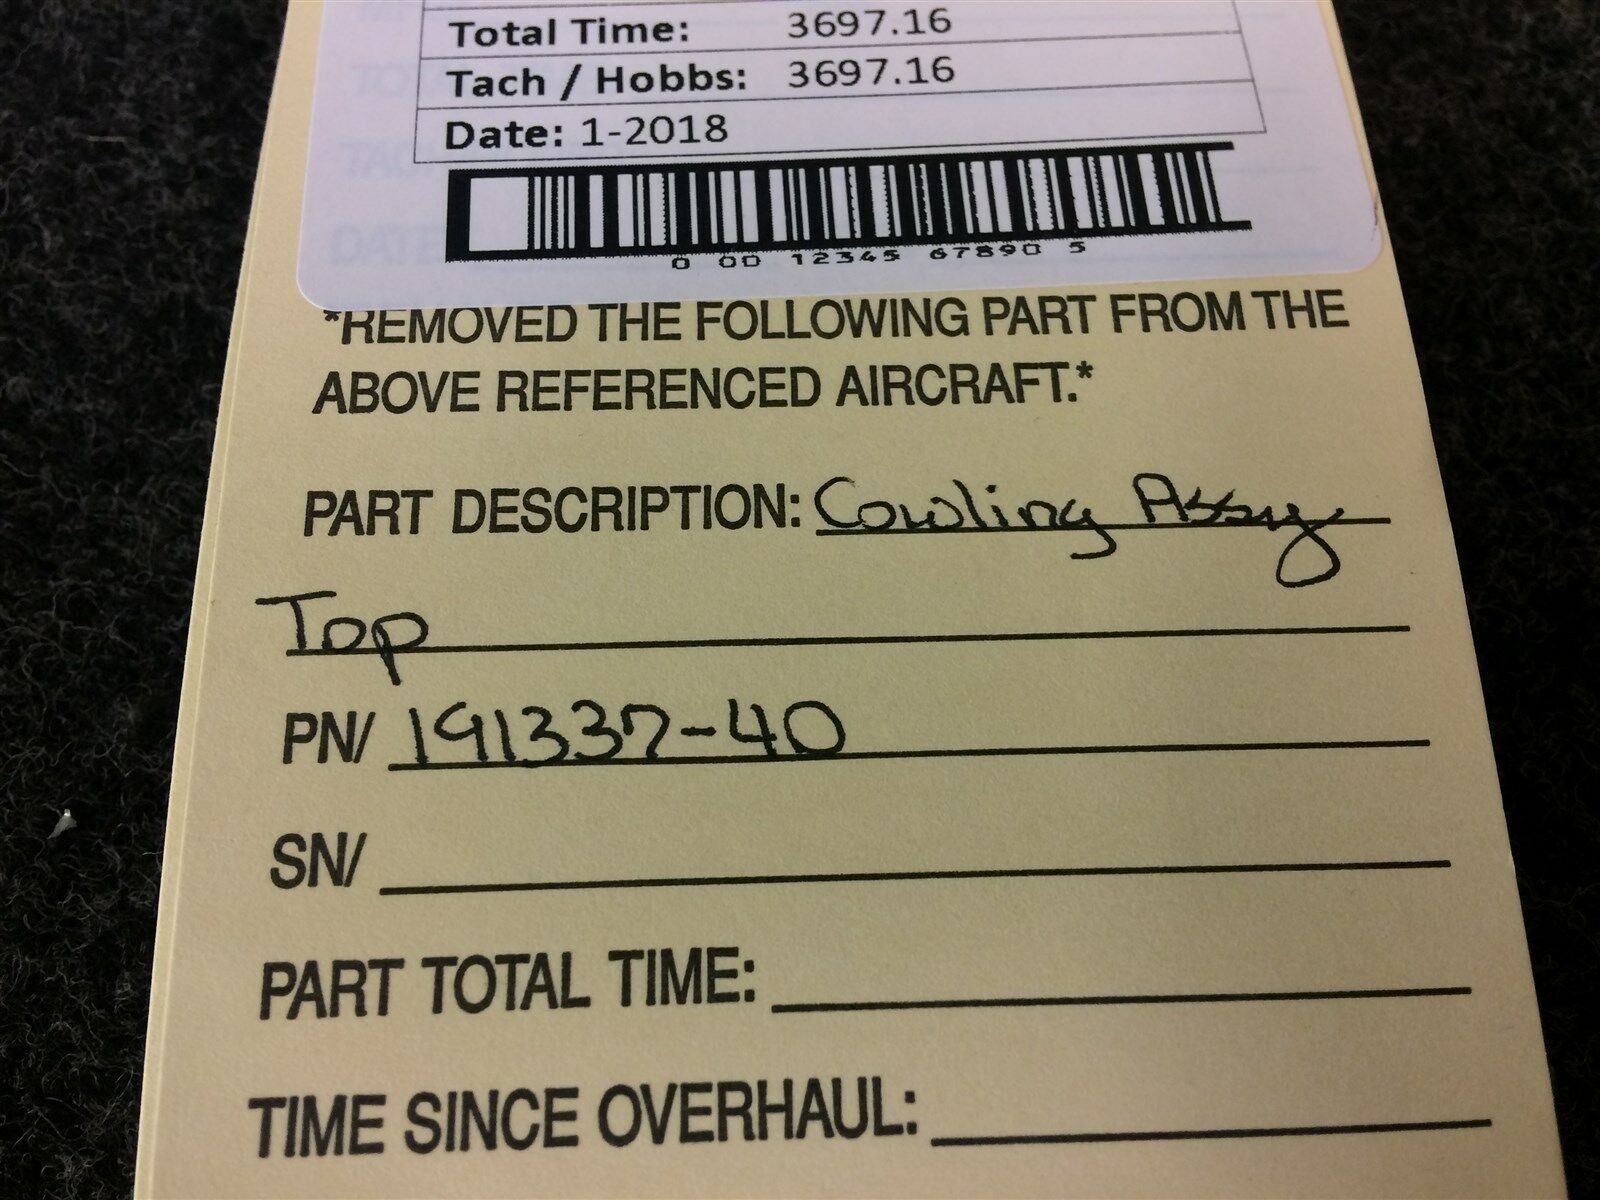 Total Time: 3697.16
Tach / Hobbs: 3697.16
Date: 1-2018
0 00 12345 67890 5
*REMOVED THE FOLLOWING PART FROM THE
ABOVE REFERENCED AIRCRAFT.*
PART DESCRIPTION: Cowling Assy
Top
PN/ 191337-40
SN/
PART TOTAL TIME:
TIME SINCE OVERHAUL: